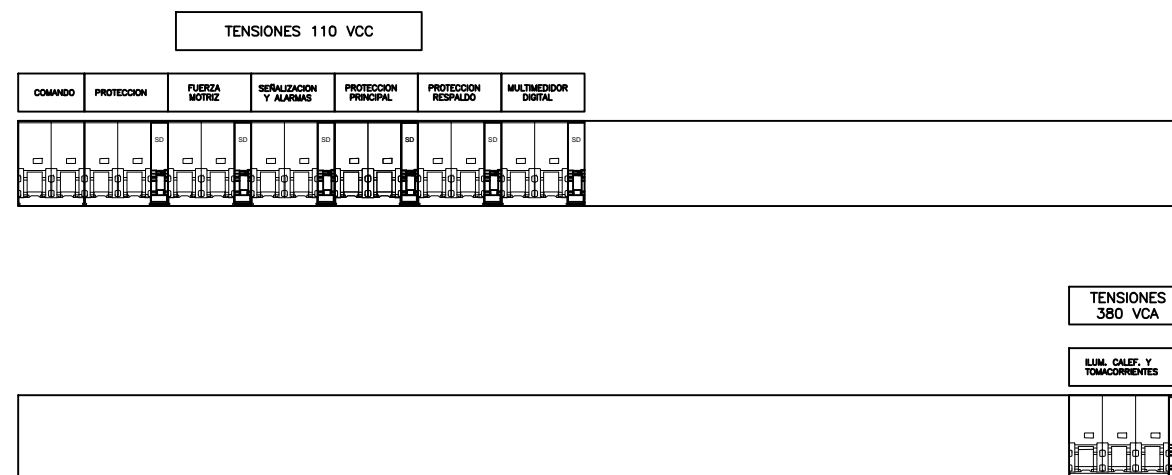 TENSIONES 110 VCC
COMANDO
PROTECCION
FUERZA
MOTRIZ
SEÑALIZACION
Y ALARMAS
PROTECCION
PRINCIPAL
PROTECCION
RESPALDO
MULTIMEDIDOR
DIGITAL
SD
SD
SD
SD
SD
SD
TENSIONES
380 VCA
ILUM. CALEF. Y
TOMACORRIENTES